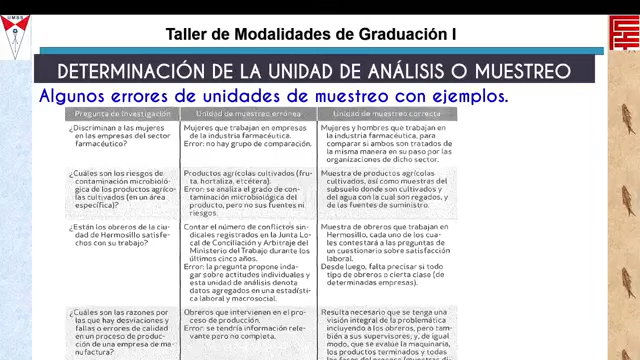 UMSS
Taller de Modalidades de Graduación I
DETERMINACIÓN DE LA UNIDAD DE ANÁLISIS O MUESTREO
Algunos errores de unidades de muestreo con ejemplos.
Pregunta de investigación
Unidad de muestreo errónea
Unidad de muestreo correcta
¿Discriminan a las mujeres
en las empresas del sector
farmacéutico?
Mujeres que trabajan en empresas
de la industria farmacéutica.
Error: no hay grupo de comparación.
Mujeres y hombres que trabajan en
la industria farmacéutica, para
comparar si ambos son tratados de
la misma manera en su paso por las
organizaciones de dicho sector.
¿Cuáles son los riesgos de
contaminación microbioló-
gica de los productos agríco-
las cultivados (en un área
específica)?
Productos agrícolas cultivados (fru-
ta, hortaliza, etcétera).
Error: se analiza el grado de con-
taminación microbiológica del
producto, pero no sus fuentes ni
riesgos.
Muestra de productos agrícolas
cultivados, así como muestras del
subsuelo donde son cultivados y
del agua con la cual son regados, y
de las fuentes de suministro.
¿Están los obreros de la ciu-
dad de Hermosillo satisfe-
chos con su trabajo?
Contar el número de conflictos sin-
dicales registrados en la Junta Lo-
cal de Conciliación y Arbitraje del
Ministerio del Trabajo durante los
últimos cinco años.
Error: la pregunta propone inda-
gar sobre actitudes individuales y
esta unidad de análisis denota
datos agregados en una estadísti-
ca laboral y macrosocial.
Muestra de obreros que trabajan en
Hermosillo, cada uno de los cua-
les contestará a las preguntas de
un cuestionario sobre satisfacción
laboral.
Desde luego, falta precisar si todo
tipo de obreros o cierta clase (de
determinadas empresas).
¿Cuáles son las razones por
las que hay desviaciones y
fallas o errores de calidad
en un proceso de produc-
ción de una empresa de ma-
nufactura?
Obreros que intervienen en el pro-
ceso de producción.
Error: se tendría información rele-
vante pero no completa.
Resulta necesario que se tenga una
visión integral de la problemática
incluyendo a los obreros, pero tam-
bién a sus supervisores; y, de igual
modo, que se evalúe la maquinaria,
los productos terminados y todas